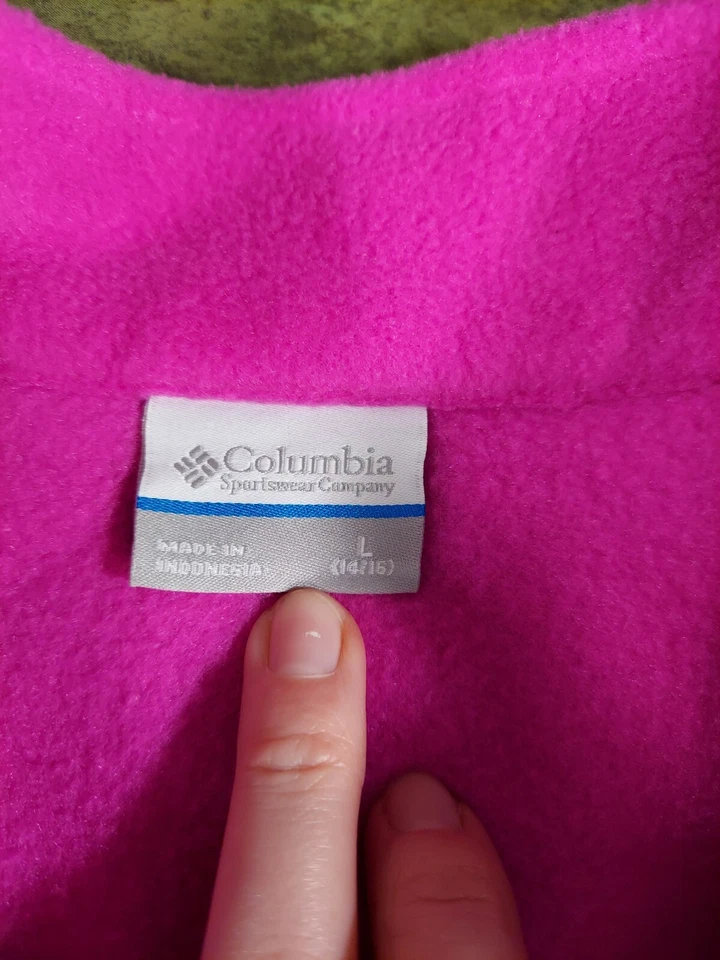 Columbia
Sportswear Company
MADE IN
INDONESIA
L
(14/16)